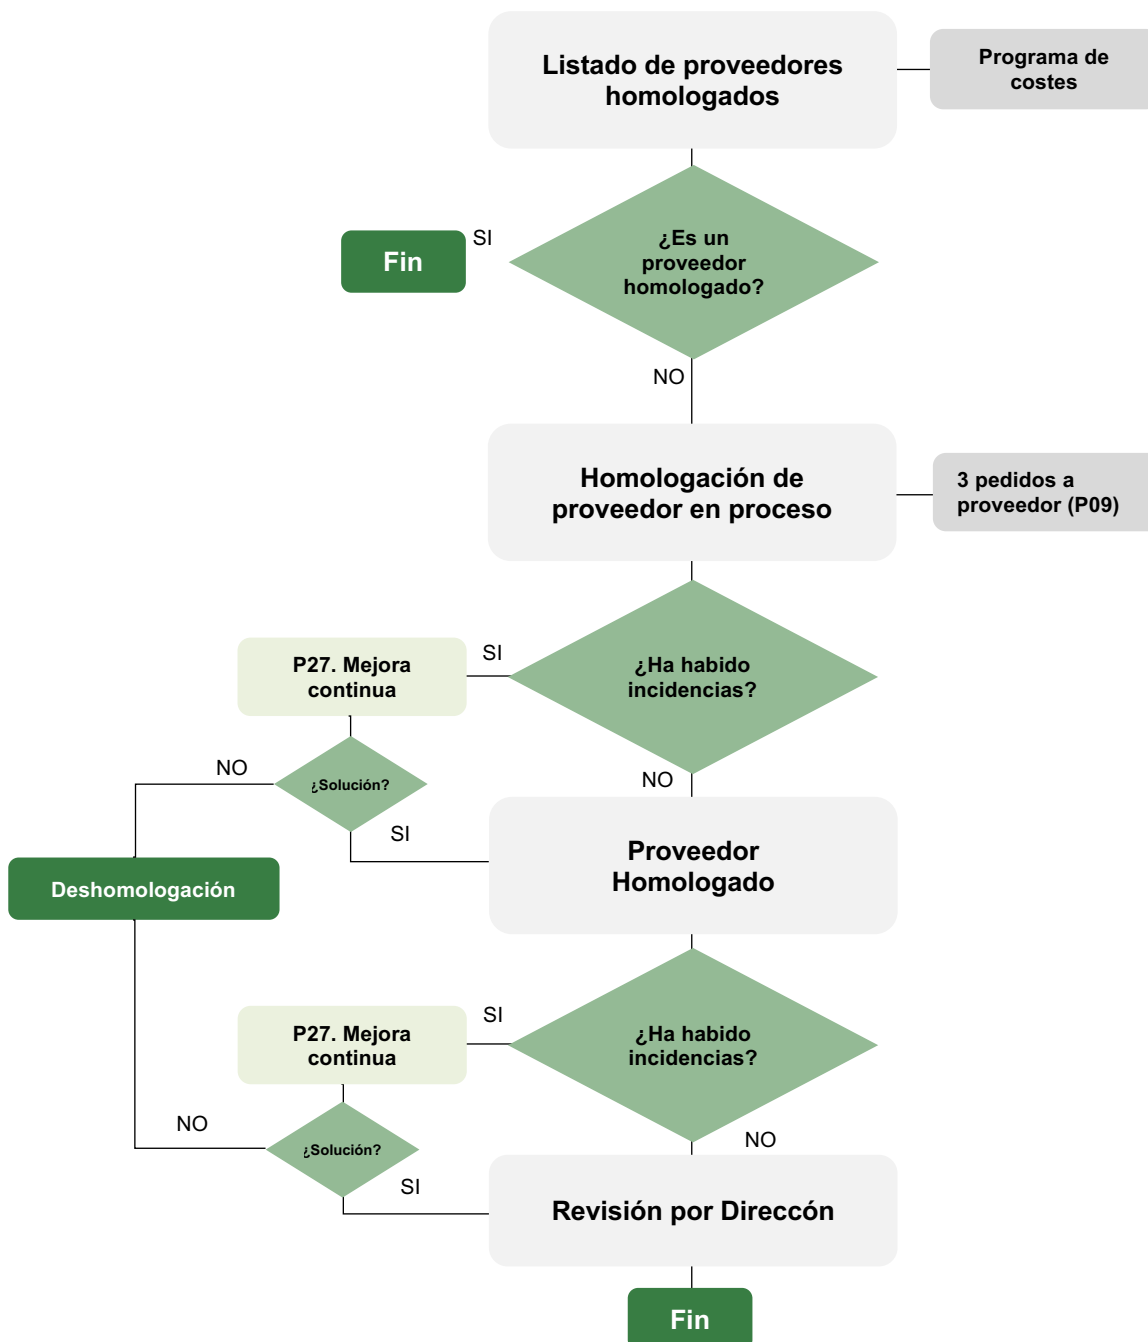 Listado de proveedores
homologados
Programa de
costes
¿Es un
proveedor
homologado?
SI
Fin
NO
Homologación de
proveedor en proceso
3 pedidos a
proveedor (P09)
¿Ha habido
incidencias?
SI
P27. Mejora
continua
NO
¿Solución?
NO
SI
Proveedor
Homologado
Deshomologación
¿Ha habido
incidencias?
SI
P27. Mejora
continua
NO
¿Solución?
NO
SI
Revisión por Direccón
Fin